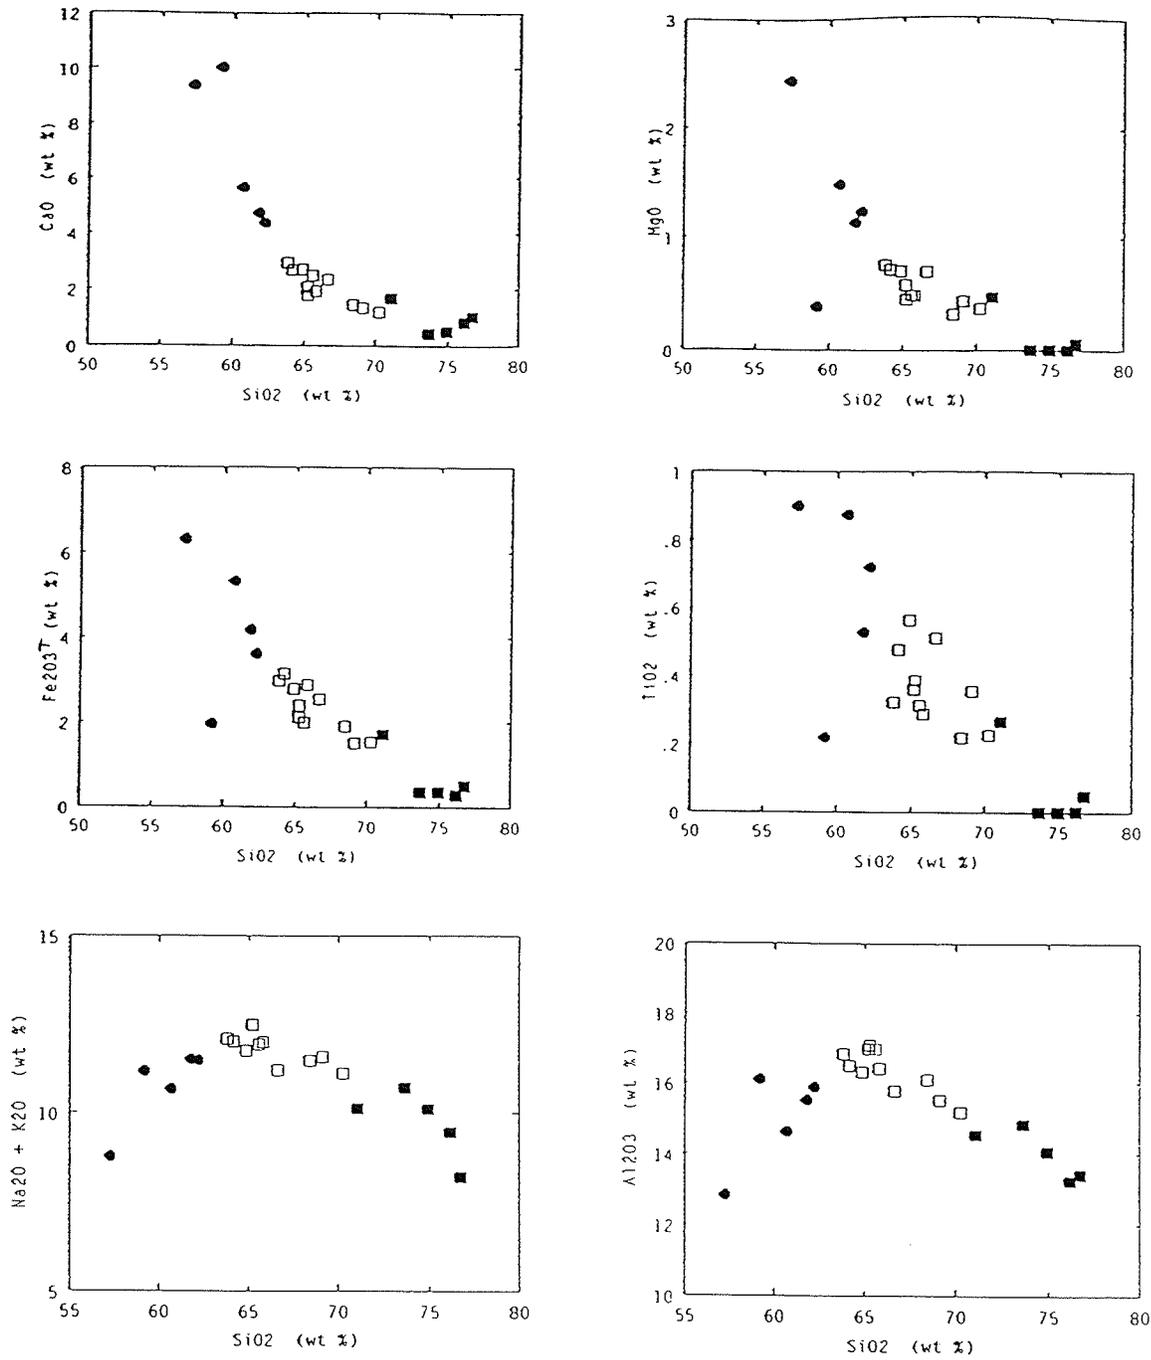 12
10
8
6
4
2
0
CaO (wt %)
50 55 60 65 70 75 80
SiO2 (wt %)
3
2
1
0
MgO (wt %)
50 55 60 65 70 75 80
SiO2 (wt %)
8
6
4
2
0
Fe2O3T (wt %)
50 55 60 65 70 75 80
SiO2 (wt %)
1
.8
.6
.4
.2
0
TiO2 (wt %)
50 55 60 65 70 75 80
SiO2 (wt %)
15
10
5
Na2O + K2O (wt %)
55 60 65 70 75 80
SiO2 (wt %)
20
18
16
14
12
10
Al2O3 (wt %)
55 60 65 70 75 80
SiO2 (wt %)